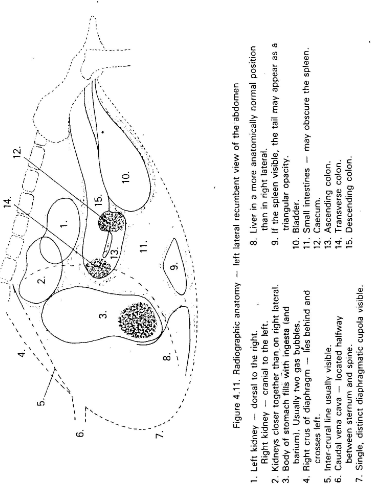 14.
12.
4.
2.
1.
5.
15.
10.
6.
3.
13.
11.
8.
9.
7.
Figure 4.11. Radiographic anatomy — left lateral recumbent view of the abdomen
1. Left kidney — dorsal to the right.
Right kidney — cranial to the left.
2. Kidneys closer together than on right lateral.
3. Body of stomach fills with ingesta (and
barium). Usually two gas bubbles.
4. Right crus of diaphragm — lies behind and
crosses left.
5. Inter-crural line usually visible.
6. Caudal vena cava — located halfway
between sternum and spine.
7. Single, distinct diaphragmatic cupola visible.
8. Liver in a more anatomically normal position
than in right lateral.
9. If the spleen visible, the tail may appear as a
triangular opacity.
10. Bladder.
11. Small intestines — may obscure the spleen.
12. Caecum.
13. Ascending colon.
14. Transverse colon.
15. Descending colon.